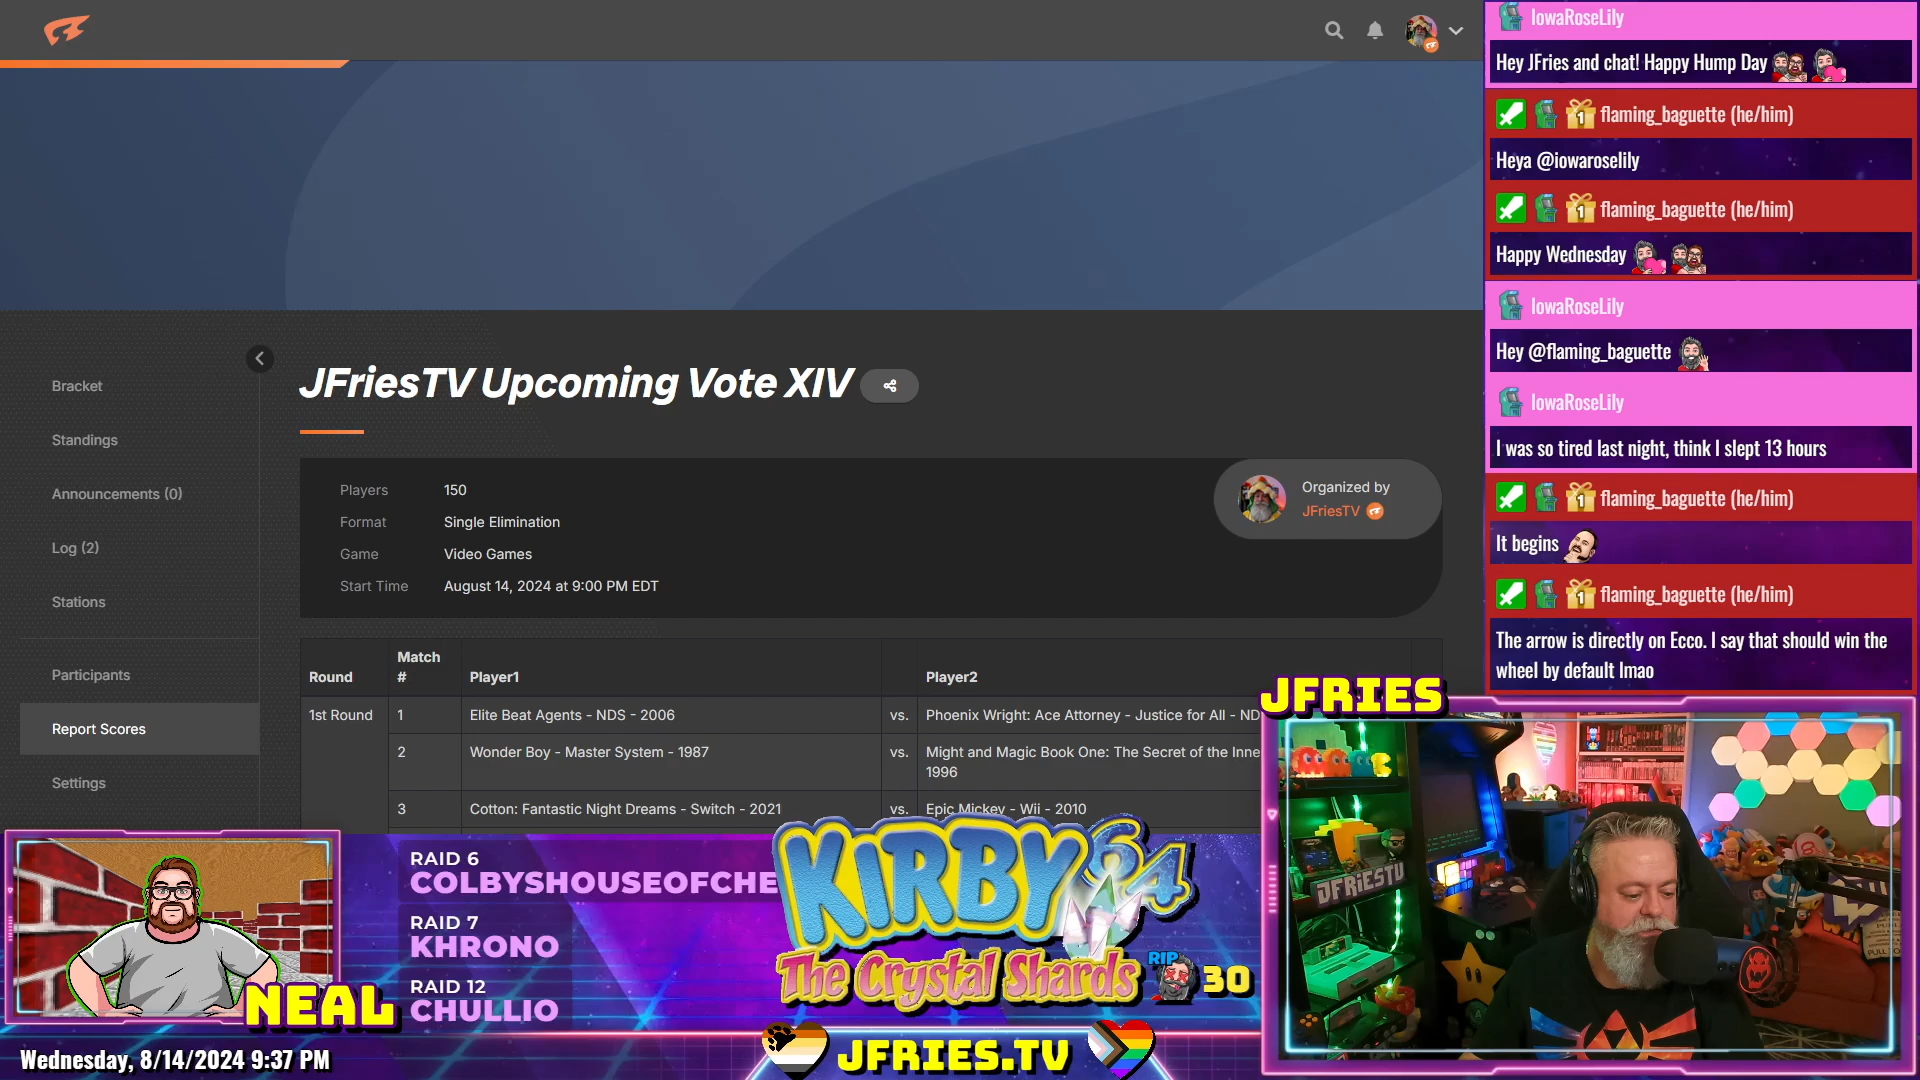 JFriesTV Upcoming Vote XIV
Players 150
Format Single Elimination
Game Video Games
Start Time August 14, 2024 at 9:00 PM EDT
Organized by
JFriesTV
Bracket
Standings
Announcements (0)
Log (2)
Stations
Participants
Report Scores
Settings
Round Match # Player1 Player2
1st Round 1 Elite Beat Agents - NDS - 2006 vs. Phoenix Wright: Ace Attorney - Justice for All - ND
2 Wonder Boy - Master System - 1987 vs. Might and Magic Book One: The Secret of the Inne
1996
3 Cotton: Fantastic Night Dreams - Switch - 2021 vs. Epic Mickey - Wii - 2010
IowaRoseLily
Hey JFries and chat! Happy Hump Day
1 flaming_baguette (he/him)
Heya @iowaroselily
1 flaming_baguette (he/him)
Happy Wednesday
IowaRoseLily
Hey @flaming_baguette
IowaRoseLily
I was so tired last night, think I slept 13 hours
1 flaming_baguette (he/him)
It begins
1 flaming_baguette (he/him)
The arrow is directly on Ecco. I say that should win the
wheel by default lmao
JFRIES
JFRIESTV
NEAL
RAID 6
COLBYSHOUSEOFCHE
RAID 7
KHRONO
RAID 12
CHULLIO
KIRBY 64
The Crystal Shards
RIP 30
JFRIES.TV
Wednesday, 8/14/2024 9:37 PM